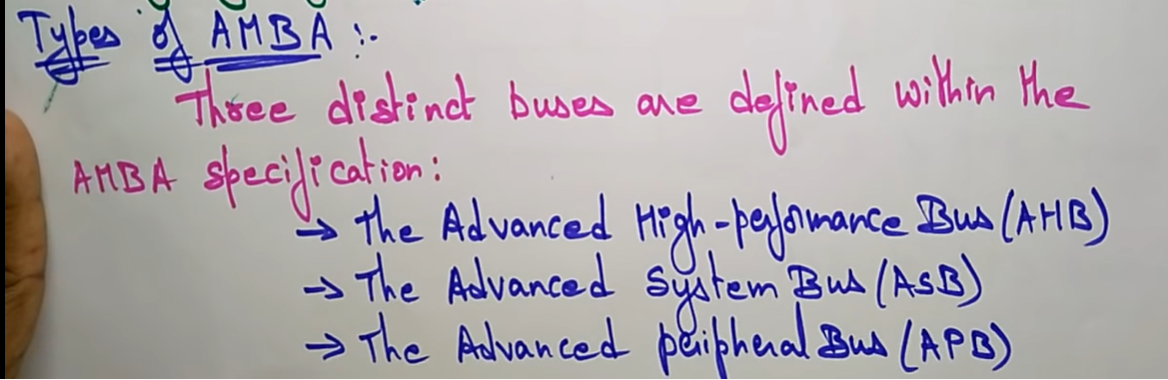 Types of AMBA :-
Three distinct buses are defined within the
AMBA specification:
→ The Advanced High-performance Bus (AHB)
→ The Advanced System Bus (ASB)
→ The Advanced peripheral Bus (APB)